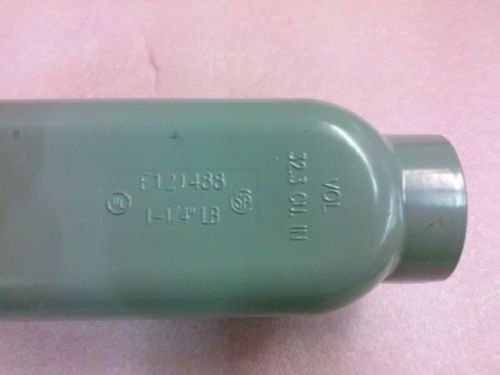 E121488
1-1/4" LB
VOL
32.3 CU. IN